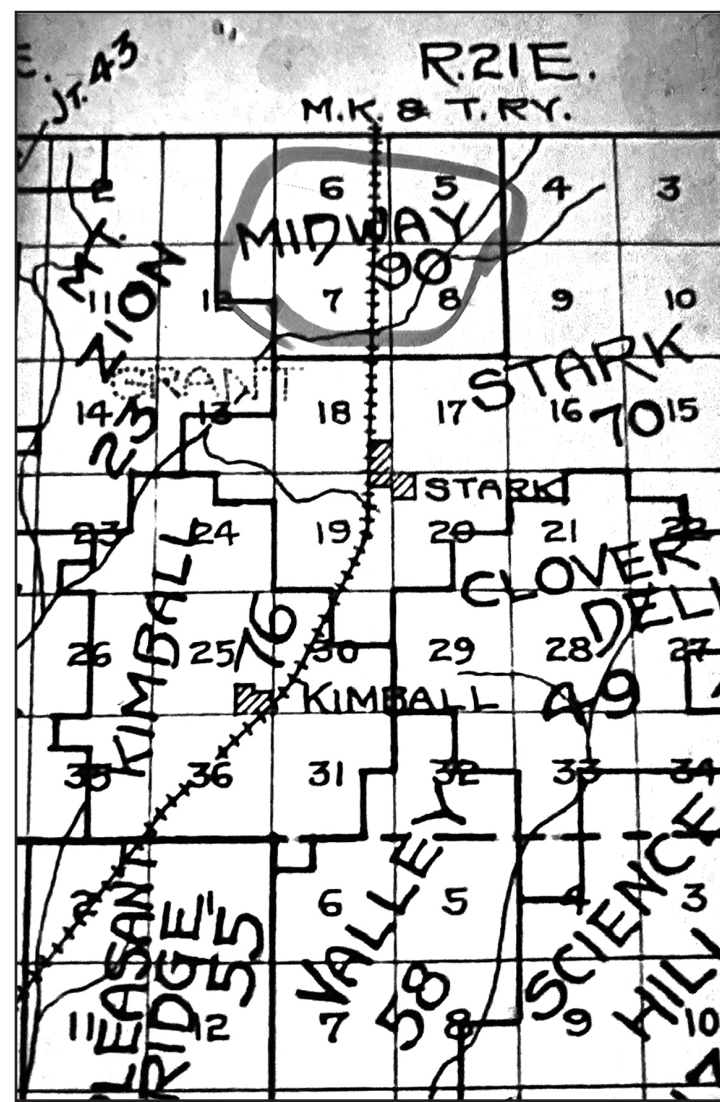 E.
JT. 43
R.21E.
M.K. & T. RY.
2
6
5
4
3
MIDWAY
90
MT. ZION
23
11
12
7
8
9
10
GRANT
STARK
70
14
13
18
17
16
15
STARK
23
24
19
20
21
22
CLOVER
DELL
49
KIMBALL
76
26
25
30
29
28
27
KIMBALL
35
36
31
32
33
34
PLEASANT
RIDGE
55
VALLEY
58
SCIENCE
HILL
2
6
5
4
3
11
12
7
8
9
10